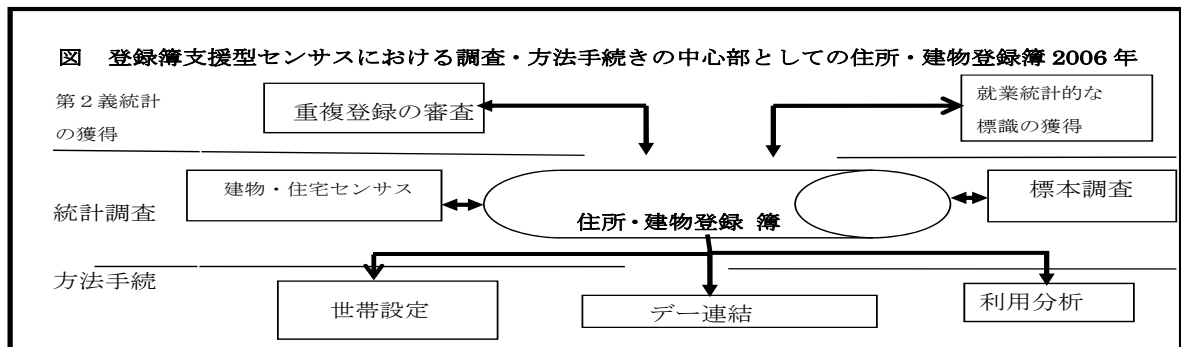 図 登録簿支援型センサスにおける調査・方法手続きの中心部としての住所・建物登録簿 2006 年
第2義統計
の獲得
重複登録の審査
就業統計的な
標識の獲得
統計調査
建物・住宅センサス
住所・建物登録 簿
標本調査
方法手続
世帯設定
データ連結
利用分析